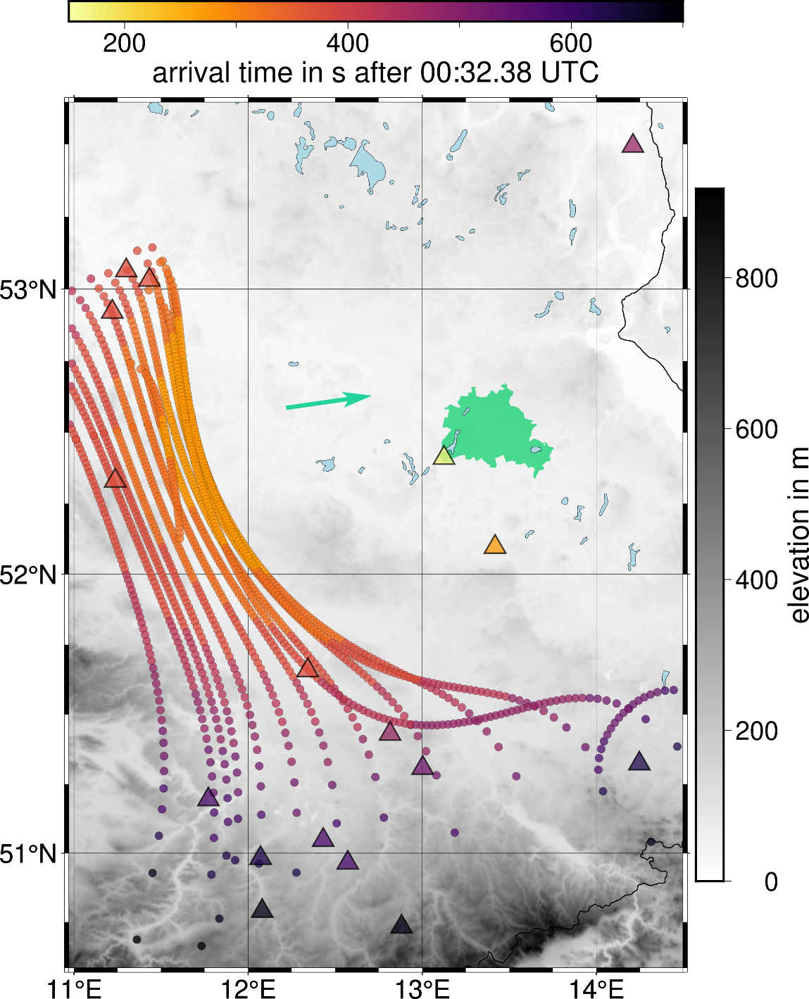 200 400 600
arrival time in s after 00:32.38 UTC
53°N
52°N
51°N
11°E 12°E 13°E 14°E
800
600
400
200
0
elevation in m